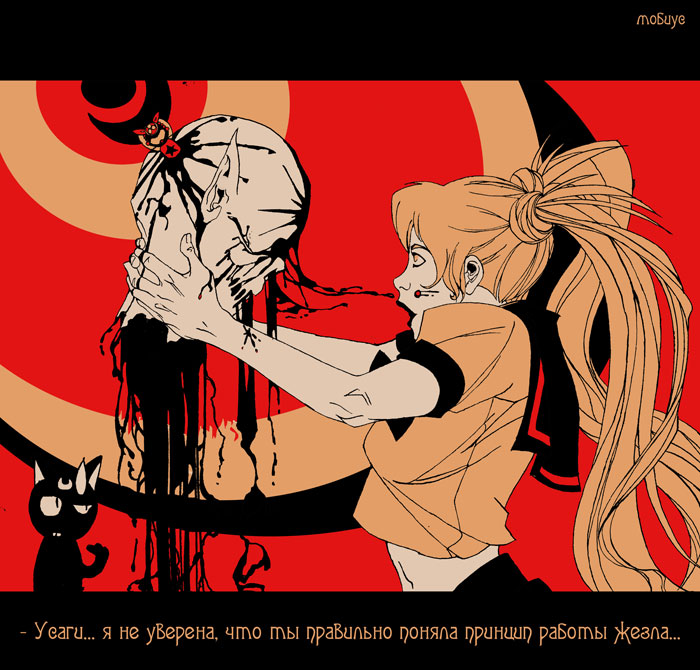 мобиус
- Усаги... я не уверена, что ты правильно поняла принцип работы жезла...